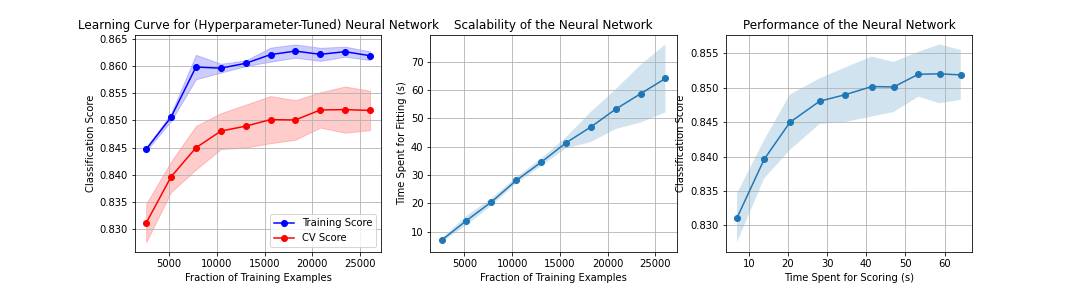 Learning Curve for (Hyperparameter-Tuned) Neural Network
Classification Score
0.865
0.860
0.855
0.850
0.845
0.840
0.835
0.830
Training Score
CV Score
5000 10000 15000 20000 25000
Fraction of Training Examples
Scalability of the Neural Network
Time Spent for Fitting (s)
70
60
50
40
30
20
10
5000 10000 15000 20000 25000
Fraction of Training Examples
Performance of the Neural Network
Classification Score
0.855
0.850
0.845
0.840
0.835
0.830
10 20 30 40 50 60
Time Spent for Scoring (s)